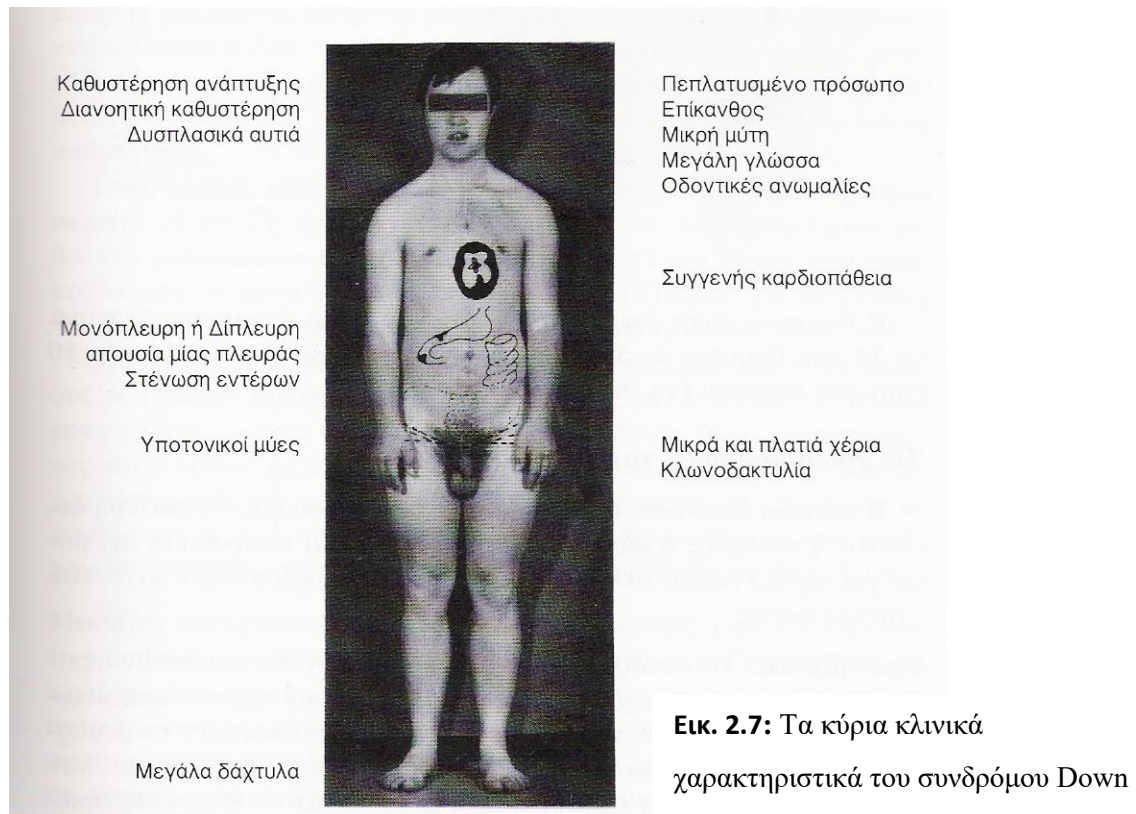 Καθυστέρηση ανάπτυξης
Διανοητική καθυστέρηση
Δυσπλασικά αυτιά
Πεπλατυσμένο πρόσωπο
Επίκανθος
Μικρή μύτη
Μεγάλη γλώσσα
Οδοντικές ανωμαλίες
Συγγενής καρδιοπάθεια
Μονόπλευρη ή Δίπλευρη
απουσία μίας πλευράς
Στένωση εντέρων
Υποτονικοί μύες
Μικρά και πλατιά χέρια
Κλωνοδακτυλία
Μεγάλα δάχτυλα
Εικ. 2.7: Τα κύρια κλινικά
χαρακτηριστικά του συνδρόμου Down